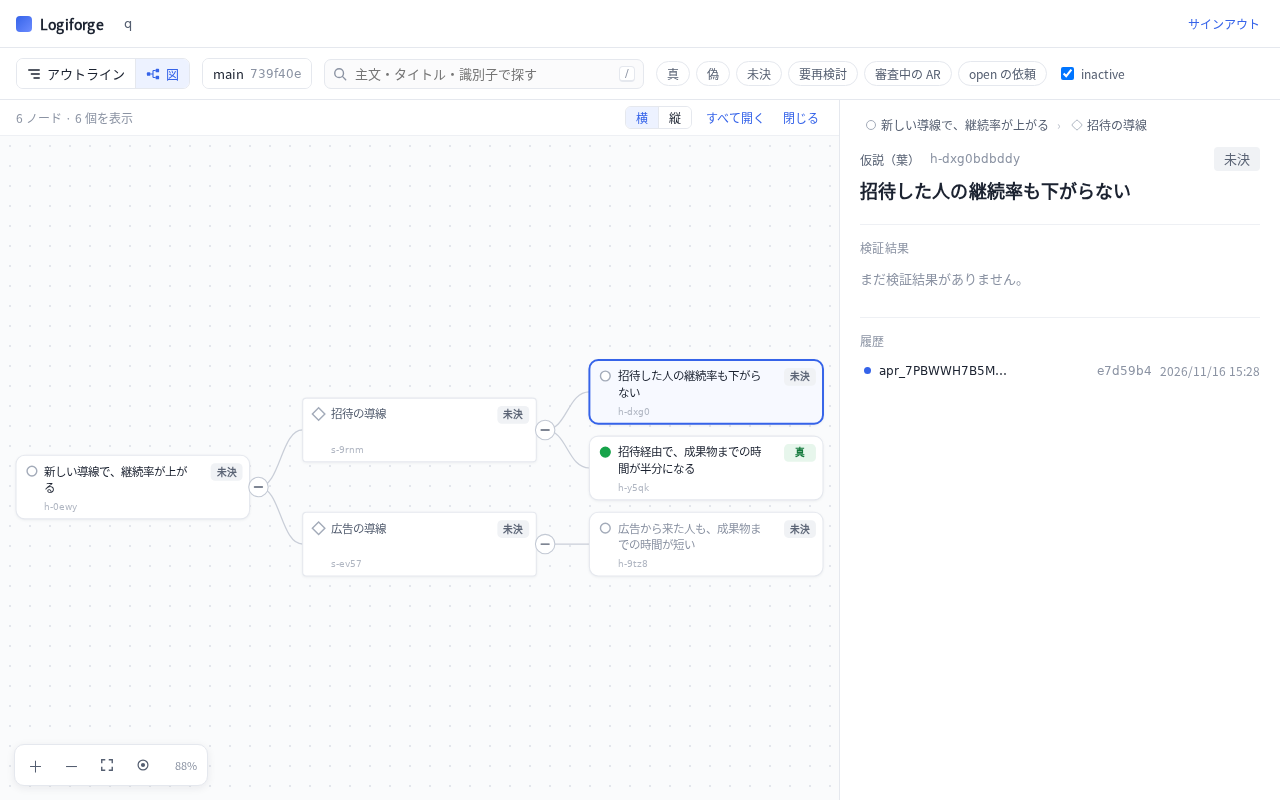 Logiforge q サインアウト
アウトライン 図 main 739f40e 主文・タイトル・識別子で探す / 真 偽 未決 要再検討 審査中の AR open の依頼 inactive
6 ノード · 6 個を表示 横 縦 すべて開く 閉じる
新しい導線で、継続率が上がる › 招待の導線
仮説（葉） h-dxg0bdbddy 未決
招待した人の継続率も下がらない
検証結果
まだ検証結果がありません。
履歴
apr_7PBWWH7B5M... e7d59b4 2026/11/16 15:28
新しい導線で、継続率が上が
る
未決
h-0ewy
招待の導線 未決
s-9rnm
広告の導線 未決
s-ev57
招待した人の継続率も下がら
ない
未決
h-dxg0
招待経由で、成果物までの時
間が半分になる
真
h-y5qk
広告から来た人も、成果物ま
での時間が短い
未決
h-9tz8
88%